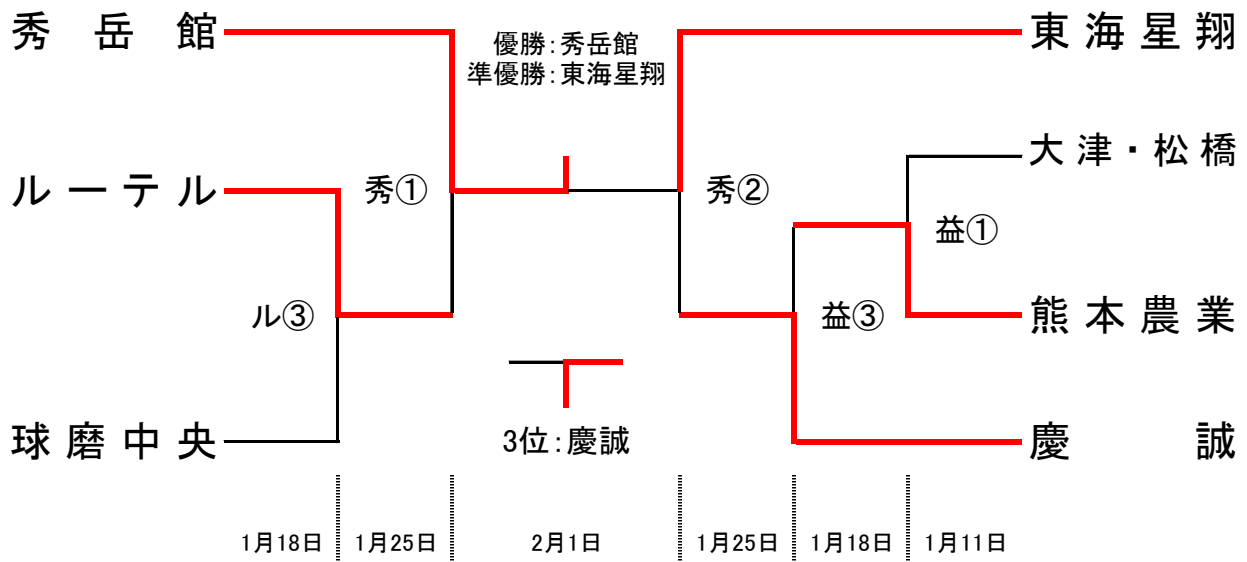 秀岳館
優勝：秀岳館
準優勝：東海星翔
東海星翔
大津・松橋
ルーテル
秀①
秀②
益①
ル③
益③
熊本農業
球磨中央
3位：慶誠
慶誠
1月18日
1月25日
2月1日
1月25日
1月18日
1月11日